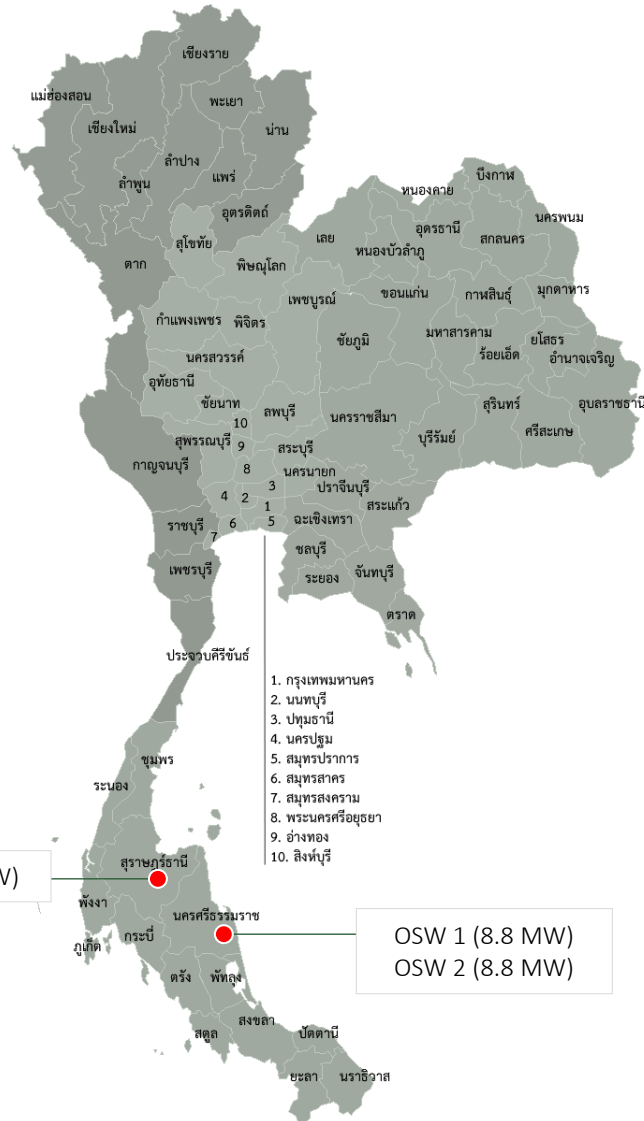 เชียงราย
แม่ฮ่องสอน
พะเยา
เชียงใหม่
น่าน
ลำปาง
แพร่
ลำพูน
อุตรดิตถ์
บึงกาฬ
หนองคาย
นครพนม
เลย
อุดรธานี
สกลนคร
สุโขทัย
หนองบัวลำภู
ตาก
พิษณุโลก
เพชรบูรณ์
ขอนแก่น
กาฬสินธุ์
มุกดาหาร
กำแพงเพชร
พิจิตร
ชัยภูมิ
มหาสารคาม
ยโสธร
ร้อยเอ็ด
อำนาจเจริญ
นครสวรรค์
อุทัยธานี
ชัยนาท
ลพบุรี
นครราชสีมา
สุรินทร์
อุบลราชธานี
10
บุรีรัมย์
ศรีสะเกษ
สุพรรณบุรี
9
สระบุรี
กาญจนบุรี
8
นครนายก
3
ปราจีนบุรี
4
2
1
สระแก้ว
ราชบุรี
6
5
ฉะเชิงเทรา
7
ชลบุรี
เพชรบุรี
ระยอง
จันทบุรี
ตราด
ประจวบคีรีขันธ์
1. กรุงเทพมหานคร
2. นนทบุรี
3. ปทุมธานี
4. นครปฐม
5. สมุทรปราการ
6. สมุทรสาคร
7. สมุทรสงคราม
8. พระนครศรีอยุธยา
9. อ่างทอง
10. สิงห์บุรี
ชุมพร
ระนอง
สุราษฎร์ธานี
W)
พังงา
นครศรีธรรมราช
กระบี่
ภูเก็ต
OSW 1 (8.8 MW)
OSW 2 (8.8 MW)
ตรัง
พัทลุง
สงขลา
สตูล
ปัตตานี
ยะลา
นราธิวาส